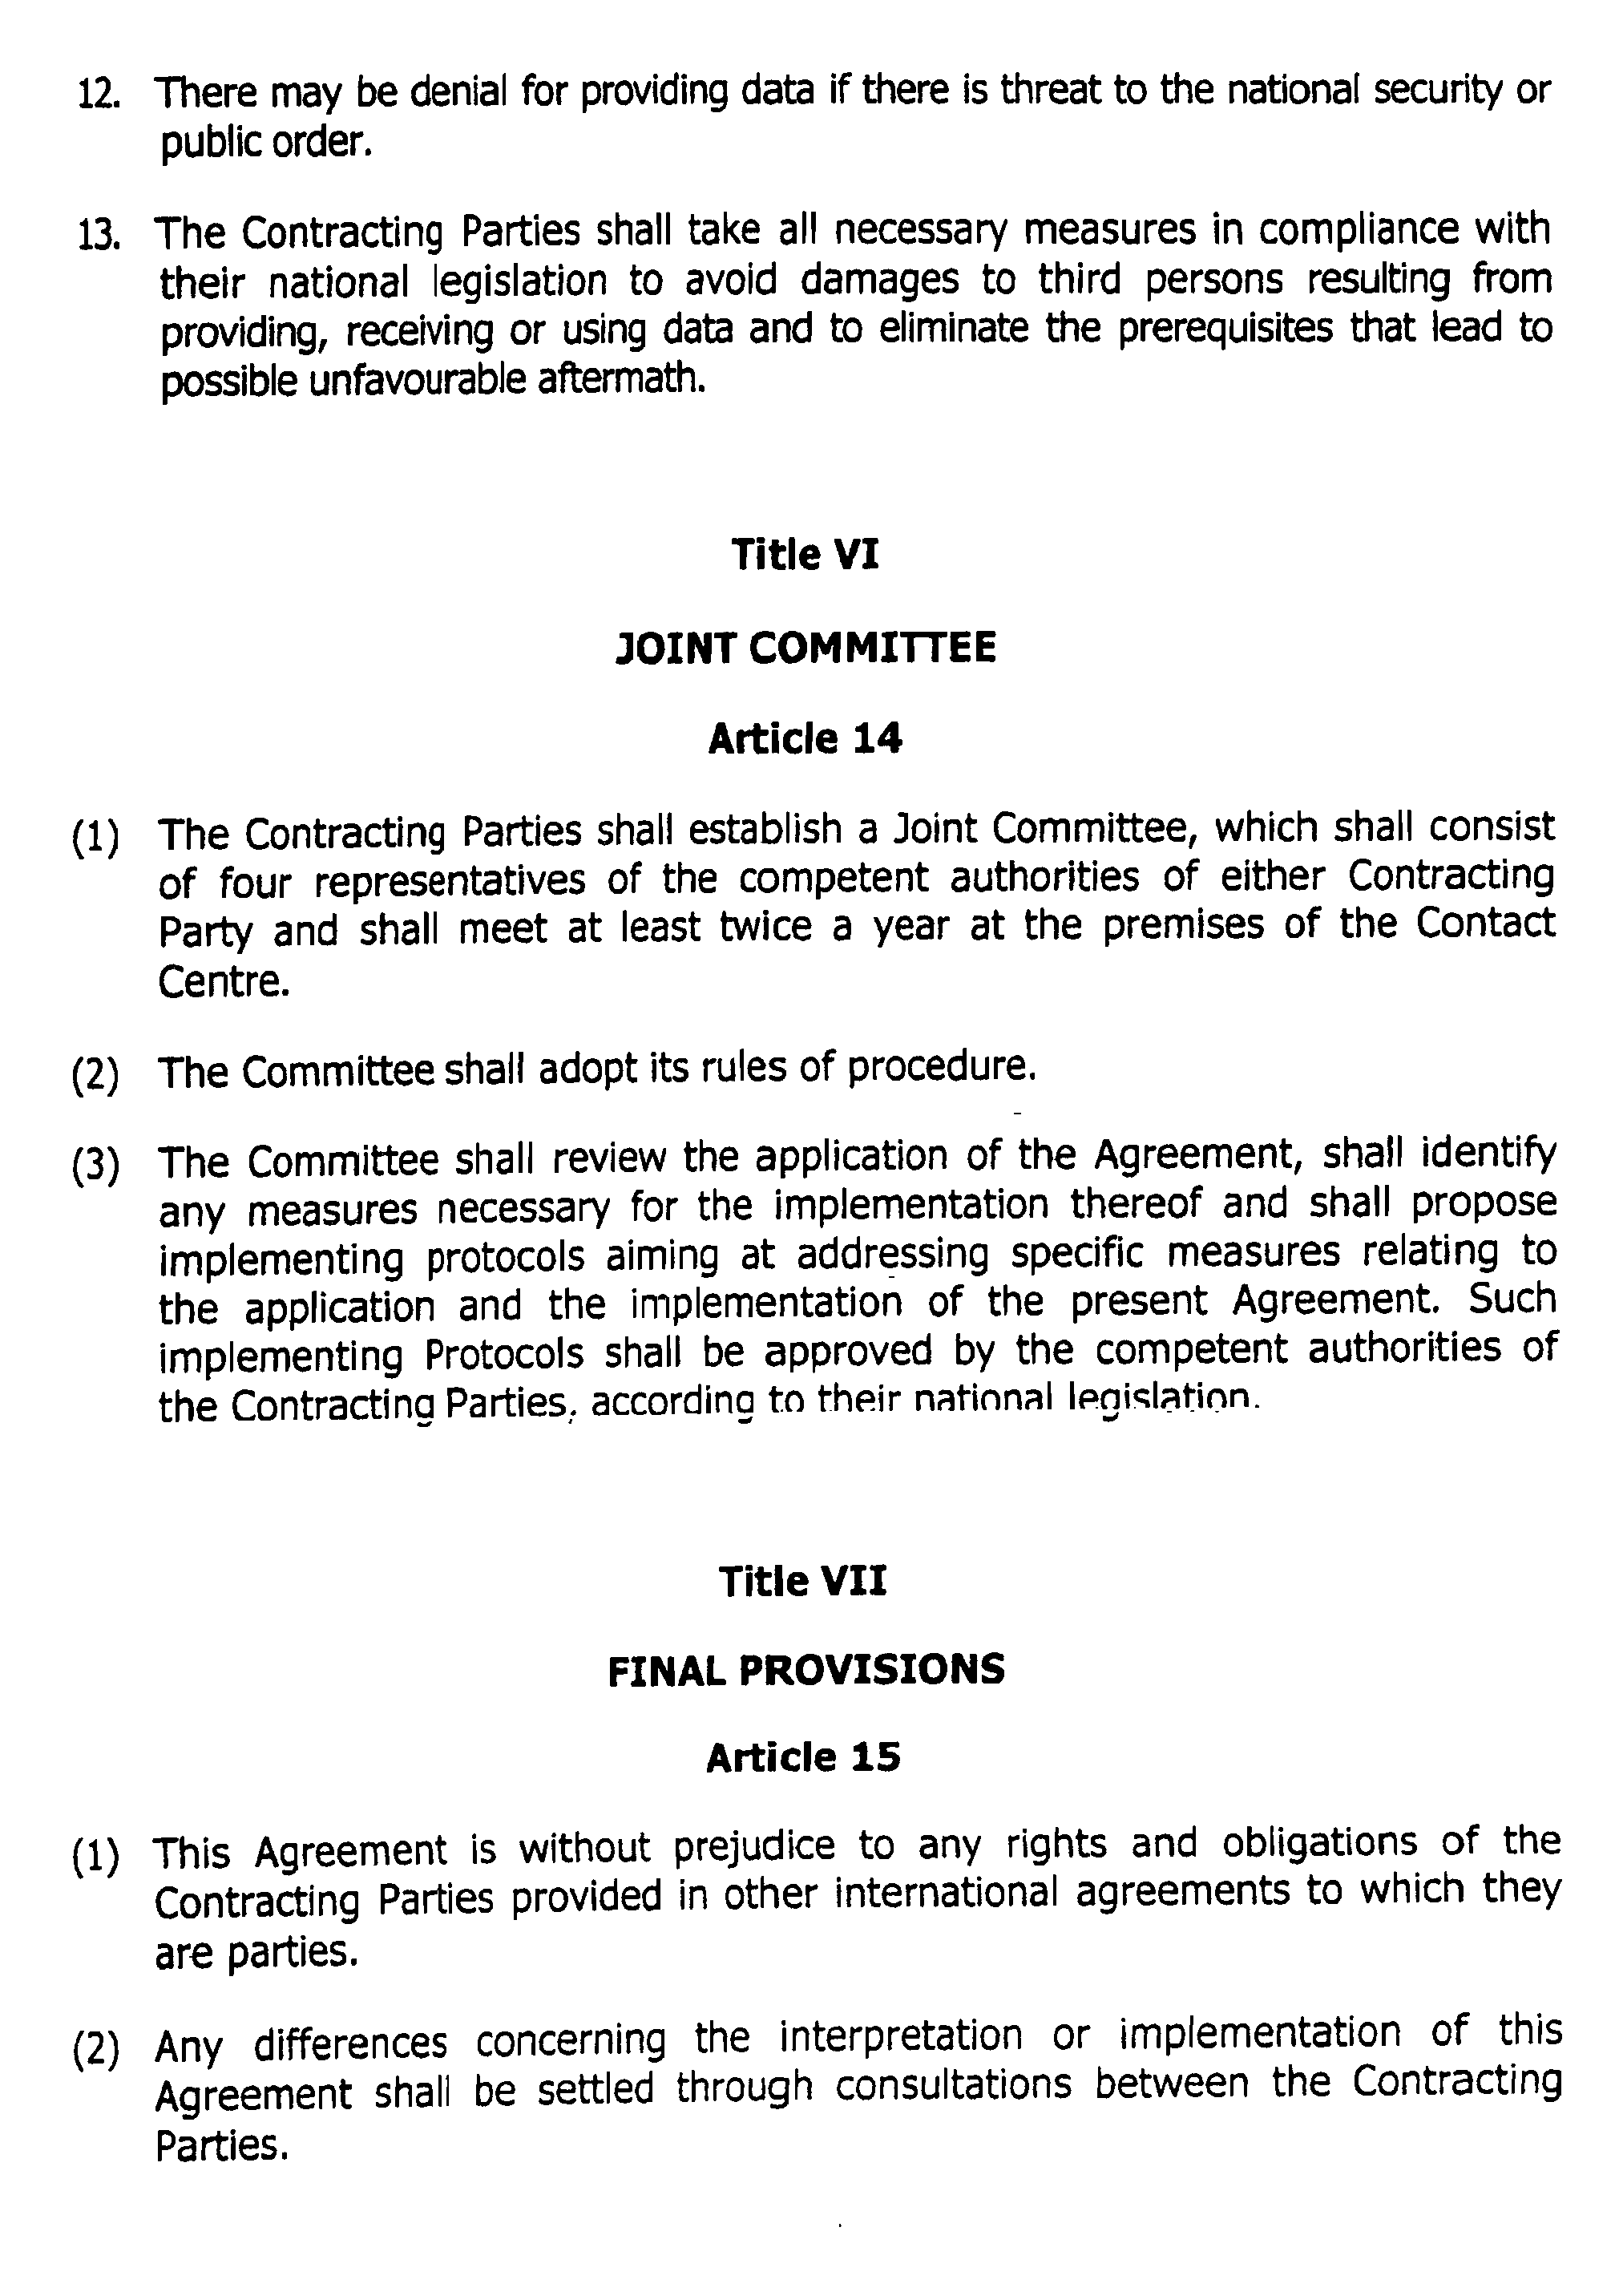 12. There may be denial for providing data if there is threat to the national security or
public order.
13. The Contracting Parties shall take all necessary measures in compliance with
their national legislation to avoid damages to third persons resulting from
providing, receiving or using data and to eliminate the prerequisites that lead to
possible unfavourable aftermath.
Title VI
JOINT COMMITTEE
Article 14
(1) The Contracting Parties shall establish a Joint Committee, which shall consist
of four representatives of the competent authorities of either Contracting
Party and shall meet at least twice a year at the premises of the Contact
Centre.
(2) The Committee shall adopt its rules of procedure.
(3) The Committee shall review the application of the Agreement, shall identify
any measures necessary for the implementation thereof and shall propose
implementing protocols aiming at addressing specific measures relating to
the application and the implementation of the present Agreement. Such
implementing Protocols shall be approved by the competent authorities of
the Contracting Parties, according to their national legislation.
Title VII
FINAL PROVISIONS
Article 15
(1) This Agreement is without prejudice to any rights and obligations of the
Contracting Parties provided in other international agreements to which they
are parties.
(2) Any differences concerning the interpretation or implementation of this
Agreement shall be settled through consultations between the Contracting
Parties.